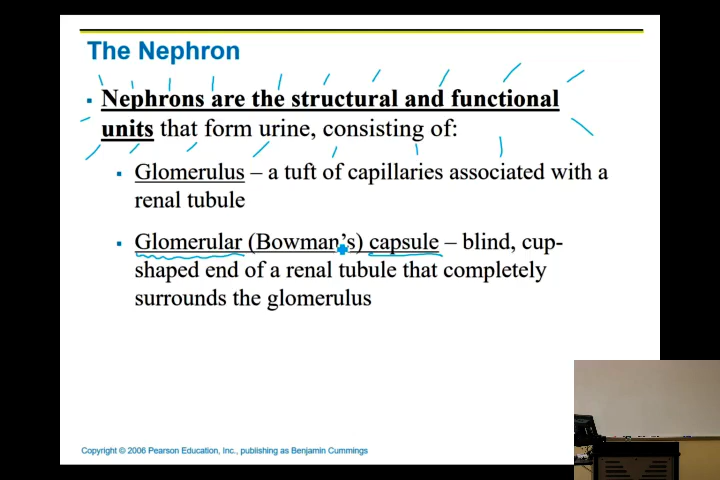 The Nephron
▪ Nephrons are the structural and functional
units that form urine, consisting of:
▪ Glomerulus – a tuft of capillaries associated with a
renal tubule
▪ Glomerular (Bowman’s) capsule – blind, cup-
shaped end of a renal tubule that completely
surrounds the glomerulus
Copyright © 2006 Pearson Education, Inc., publishing as Benjamin Cummings